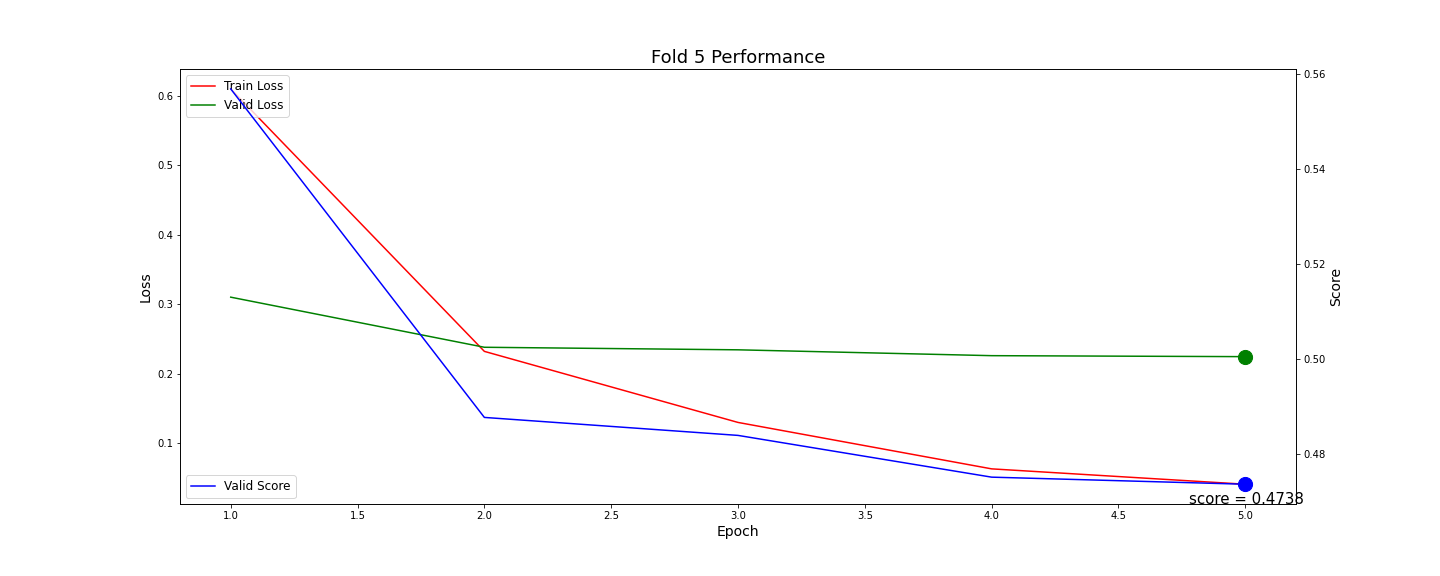 Fold 5 Performance
Train Loss
Valid Loss
Valid Score
Loss
0.6
0.5
0.4
0.3
0.2
0.1
Score
0.56
0.54
0.52
0.50
0.48
score = 0.4738
1.0 1.5 2.0 2.5 3.0 3.5 4.0 4.5 5.0
Epoch